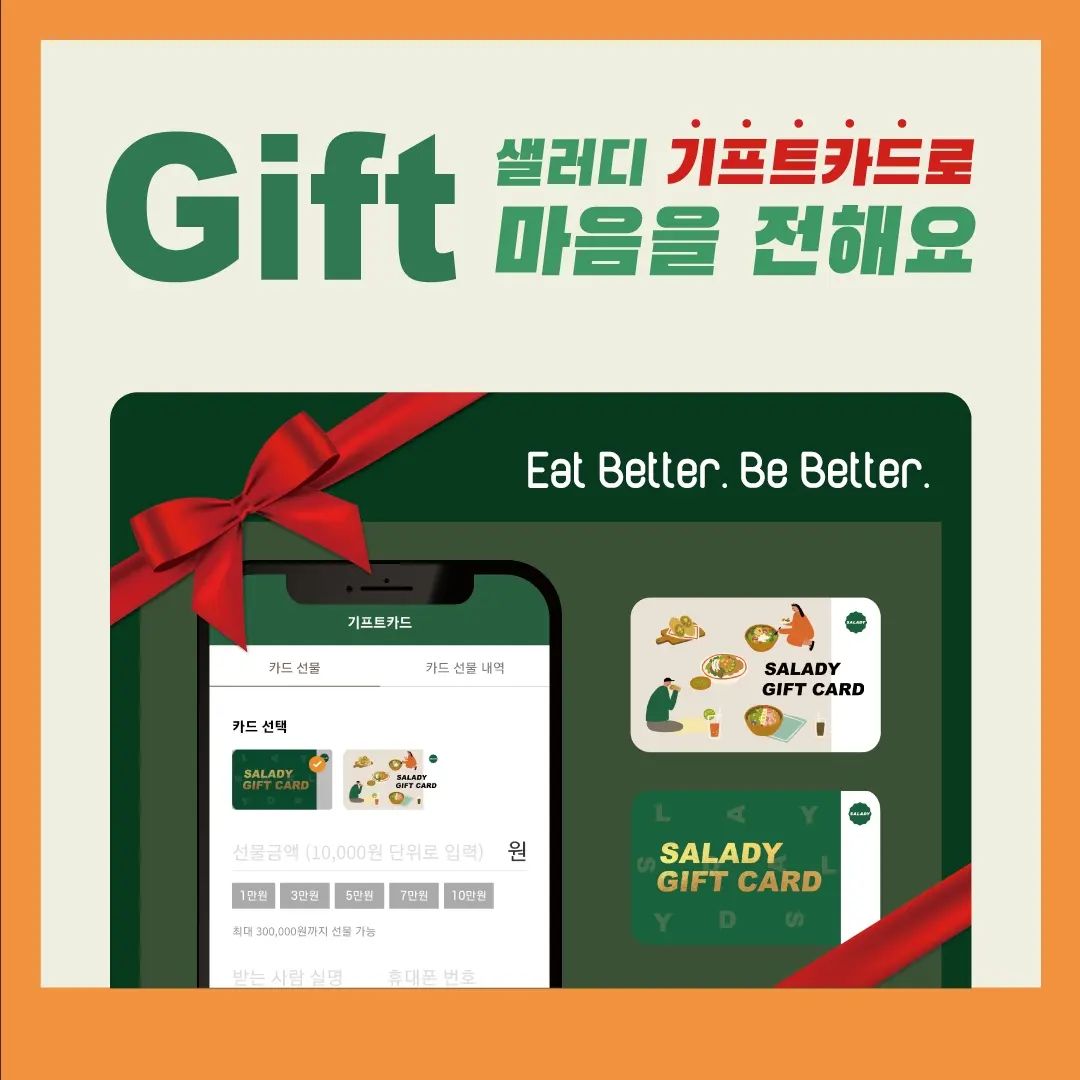 Gift
샐러디 기프트카드로
마음을 전해요
Eat Better. Be Better.
기프트카드
카드 선물
카드 선물 내역
카드 선택
SALADY
GIFT CARD
SALADY
GIFT CARD
선물금액 (10,000원 단위로 입력)
원
1만원
3만원
5만원
7만원
10만원
최대 300,000원까지 선물 가능
받는 사람 실명
휴대폰 번호
SALADY
SALADY
GIFT CARD
SALADY
L A Y
S A L
SALADY
GIFT CARD
Y D S